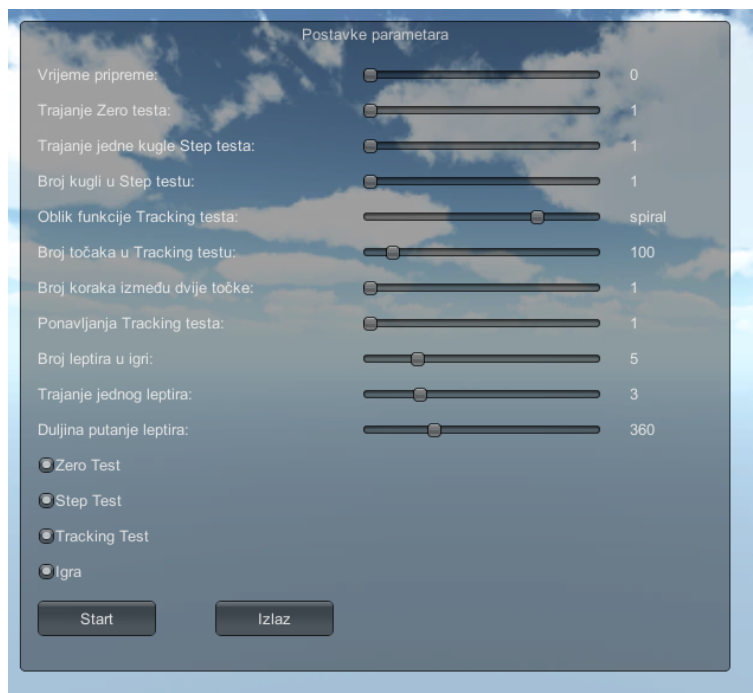 Postavke parametara
Vrijeme pripreme: 0
Trajanje Zero testa: 1
Trajanje jedne kugle Step testa: 1
Broj kugli u Step testu: 1
Oblik funkcije Tracking testa: spiral
Broj točaka u Tracking testu: 100
Broj koraka između dvije točke: 1
Ponavljanja Tracking testa: 1
Broj leptira u igri: 5
Trajanje jednog leptira: 3
Duljina putanje leptira: 360
Zero Test
Step Test
Tracking Test
Igra
Start Izlaz